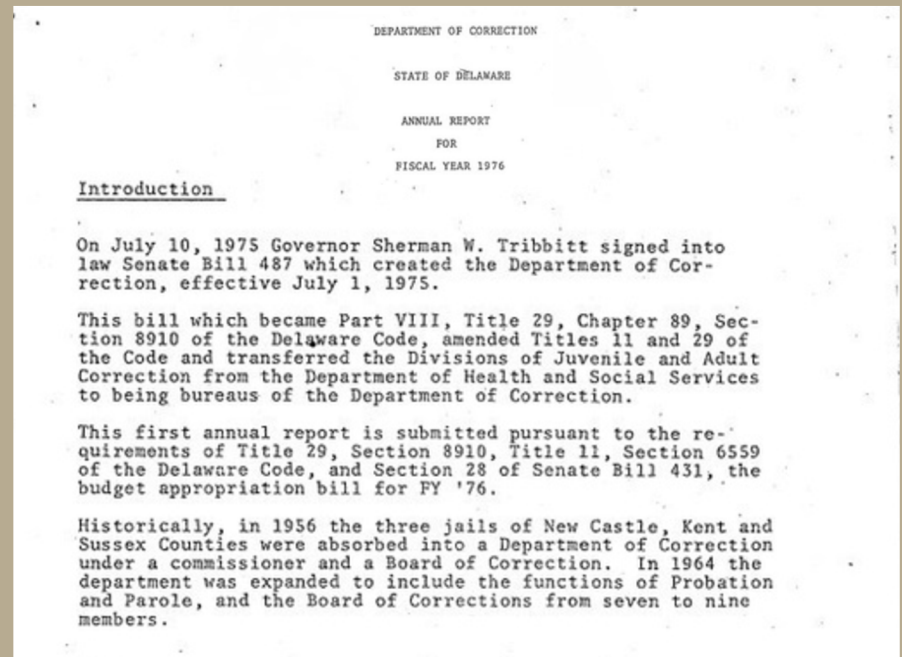 DEPARTMENT OF CORRECTION
STATE OF DELAWARE
ANNUAL REPORT
FOR
FISCAL YEAR 1976
Introduction
On July 10, 1975 Governor Sherman W. Tribbitt signed into
law Senate Bill 487 which created the Department of Cor-
rection, effective July 1, 1975.
This bill which became Part VIII, Title 29, Chapter 89, Sec-
tion 8910 of the Delaware Code, amended Titles 11 and 29 of
the Code and transferred the Divisions of Juvenile and Adult
Correction from the Department of Health and Social Services
to being bureaus of the Department of Correction.
This first annual report is submitted pursuant to the re-
quirements of Title 29, Section 8910, Title 11, Section 6559
of the Delaware Code, and Section 28 of Senate Bill 431, the
budget appropriation bill for FY '76.
Historically, in 1956 the three jails of New Castle, Kent and
Sussex Counties were absorbed into a Department of Correction
under a commissioner and a Board of Correction. In 1964 the
department was expanded to include the functions of Probation
and Parole, and the Board of Corrections from seven to nine
members.